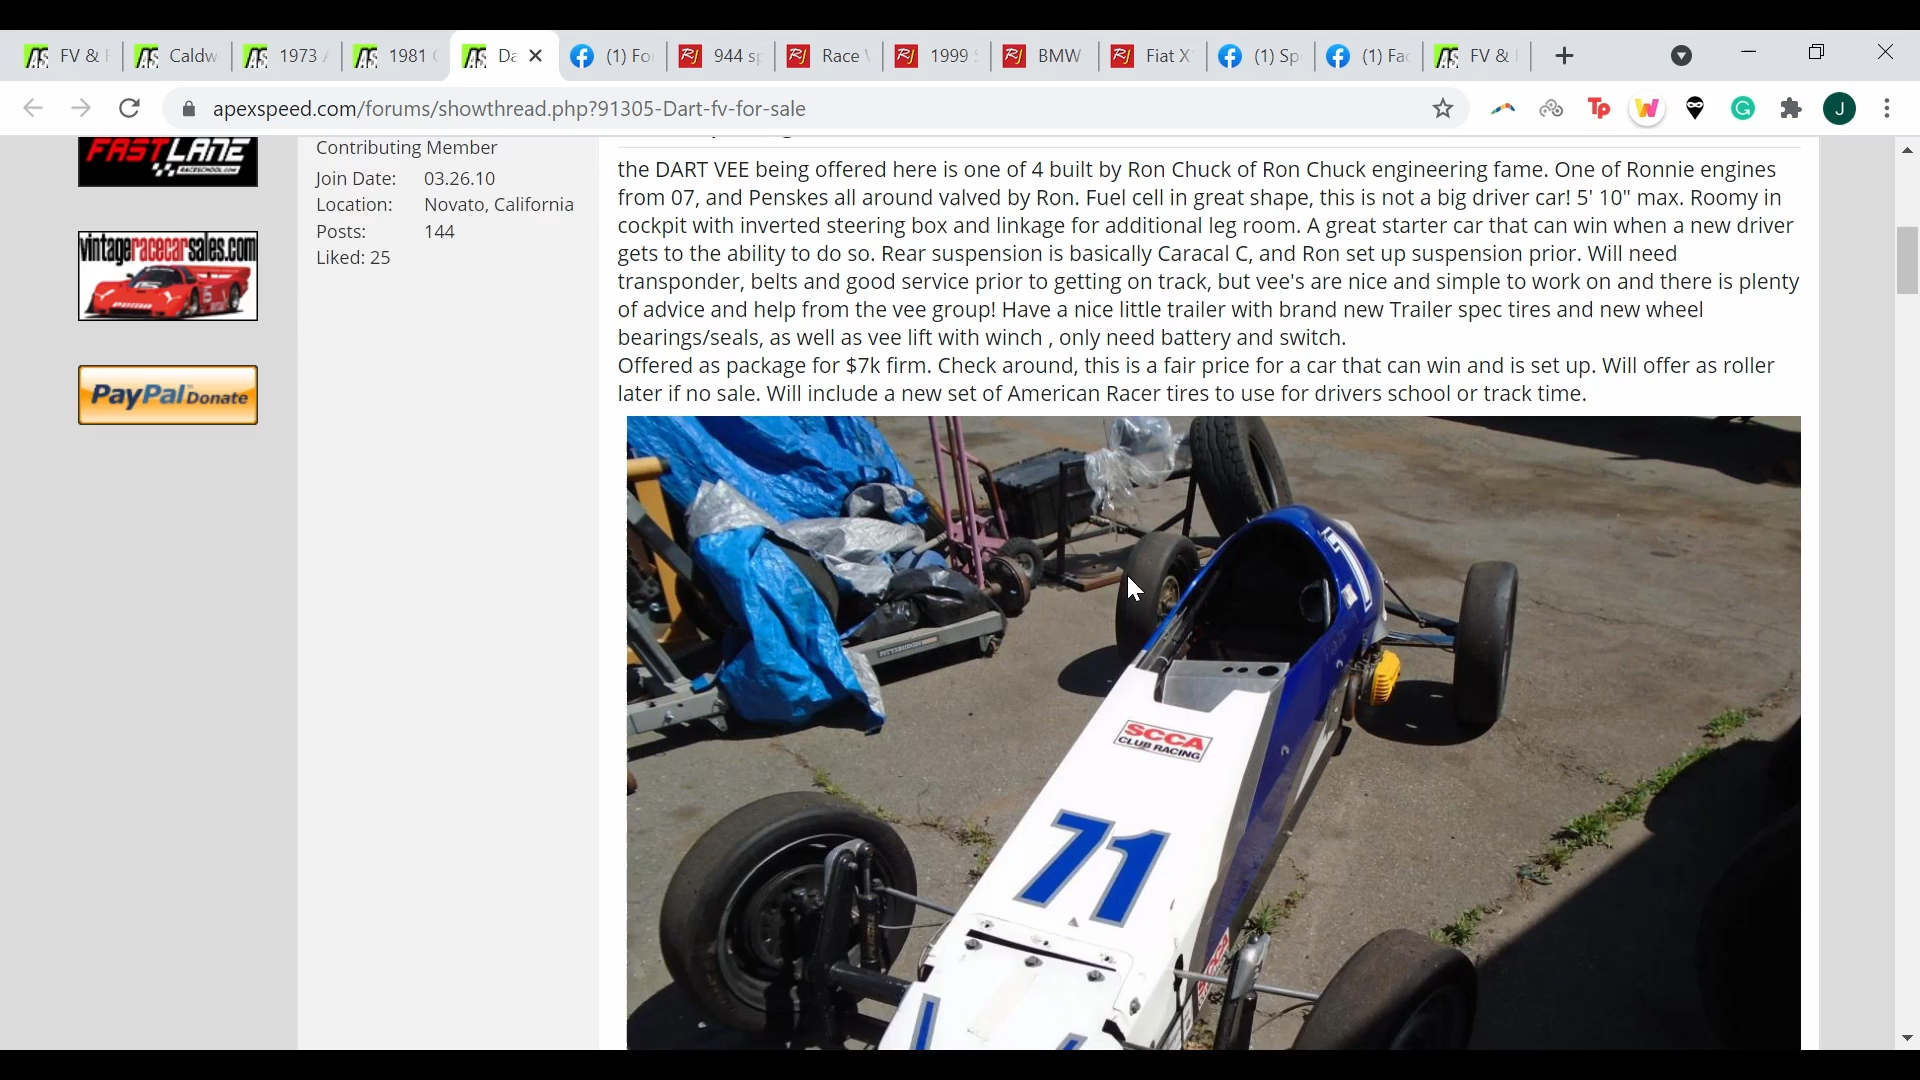 FV & F
Caldw
1973 A
1981 C
Da
(1) Fo
944 sp
Race V
1999 S
BMW
Fiat X
(1) Sp
(1) Fac
FV & F
apexspeed.com/forums/showthread.php?91305-Dart-fv-for-sale
FASTLANE
RACESCHOOL.COM
vintageracecarsales.com
PayPal Donate
Contributing Member
Join Date: 03.26.10
Location: Novato, California
Posts: 144
Liked: 25
the DART VEE being offered here is one of 4 built by Ron Chuck of Ron Chuck engineering fame. One of Ronnie engines
from 07, and Penskes all around valved by Ron. Fuel cell in great shape, this is not a big driver car! 5' 10" max. Roomy in
cockpit with inverted steering box and linkage for additional leg room. A great starter car that can win when a new driver
gets to the ability to do so. Rear suspension is basically Caracal C, and Ron set up suspension prior. Will need
transponder, belts and good service prior to getting on track, but vee's are nice and simple to work on and there is plenty
of advice and help from the vee group! Have a nice little trailer with brand new Trailer spec tires and new wheel
bearings/seals, as well as vee lift with winch , only need battery and switch.
Offered as package for $7k firm. Check around, this is a fair price for a car that can win and is set up. Will offer as roller
later if no sale. Will include a new set of American Racer tires to use for drivers school or track time.
PITTSBURGH
SCCA
CLUB RACING
71
SCCA